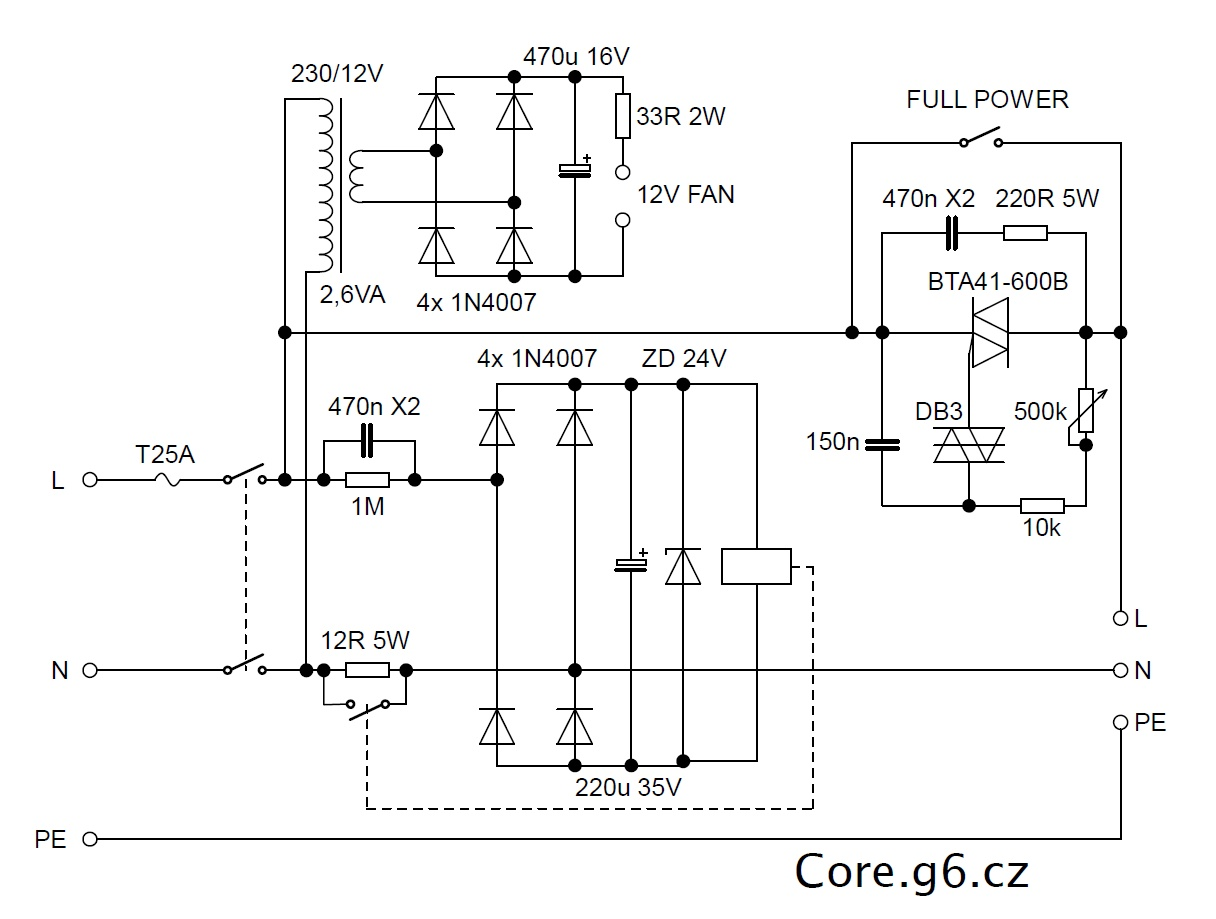 470u 16V
230/12V
33R 2W
FULL POWER
12V FAN
470n X2
220R 5W
2,6VA
4x 1N4007
BTA41-600B
4x 1N4007
ZD 24V
470n X2
DB3
500k
150n
T25A
L
1M
10k
+
+
12R 5W
L
N
N
PE
220u 35V
PE
Core.g6.cz